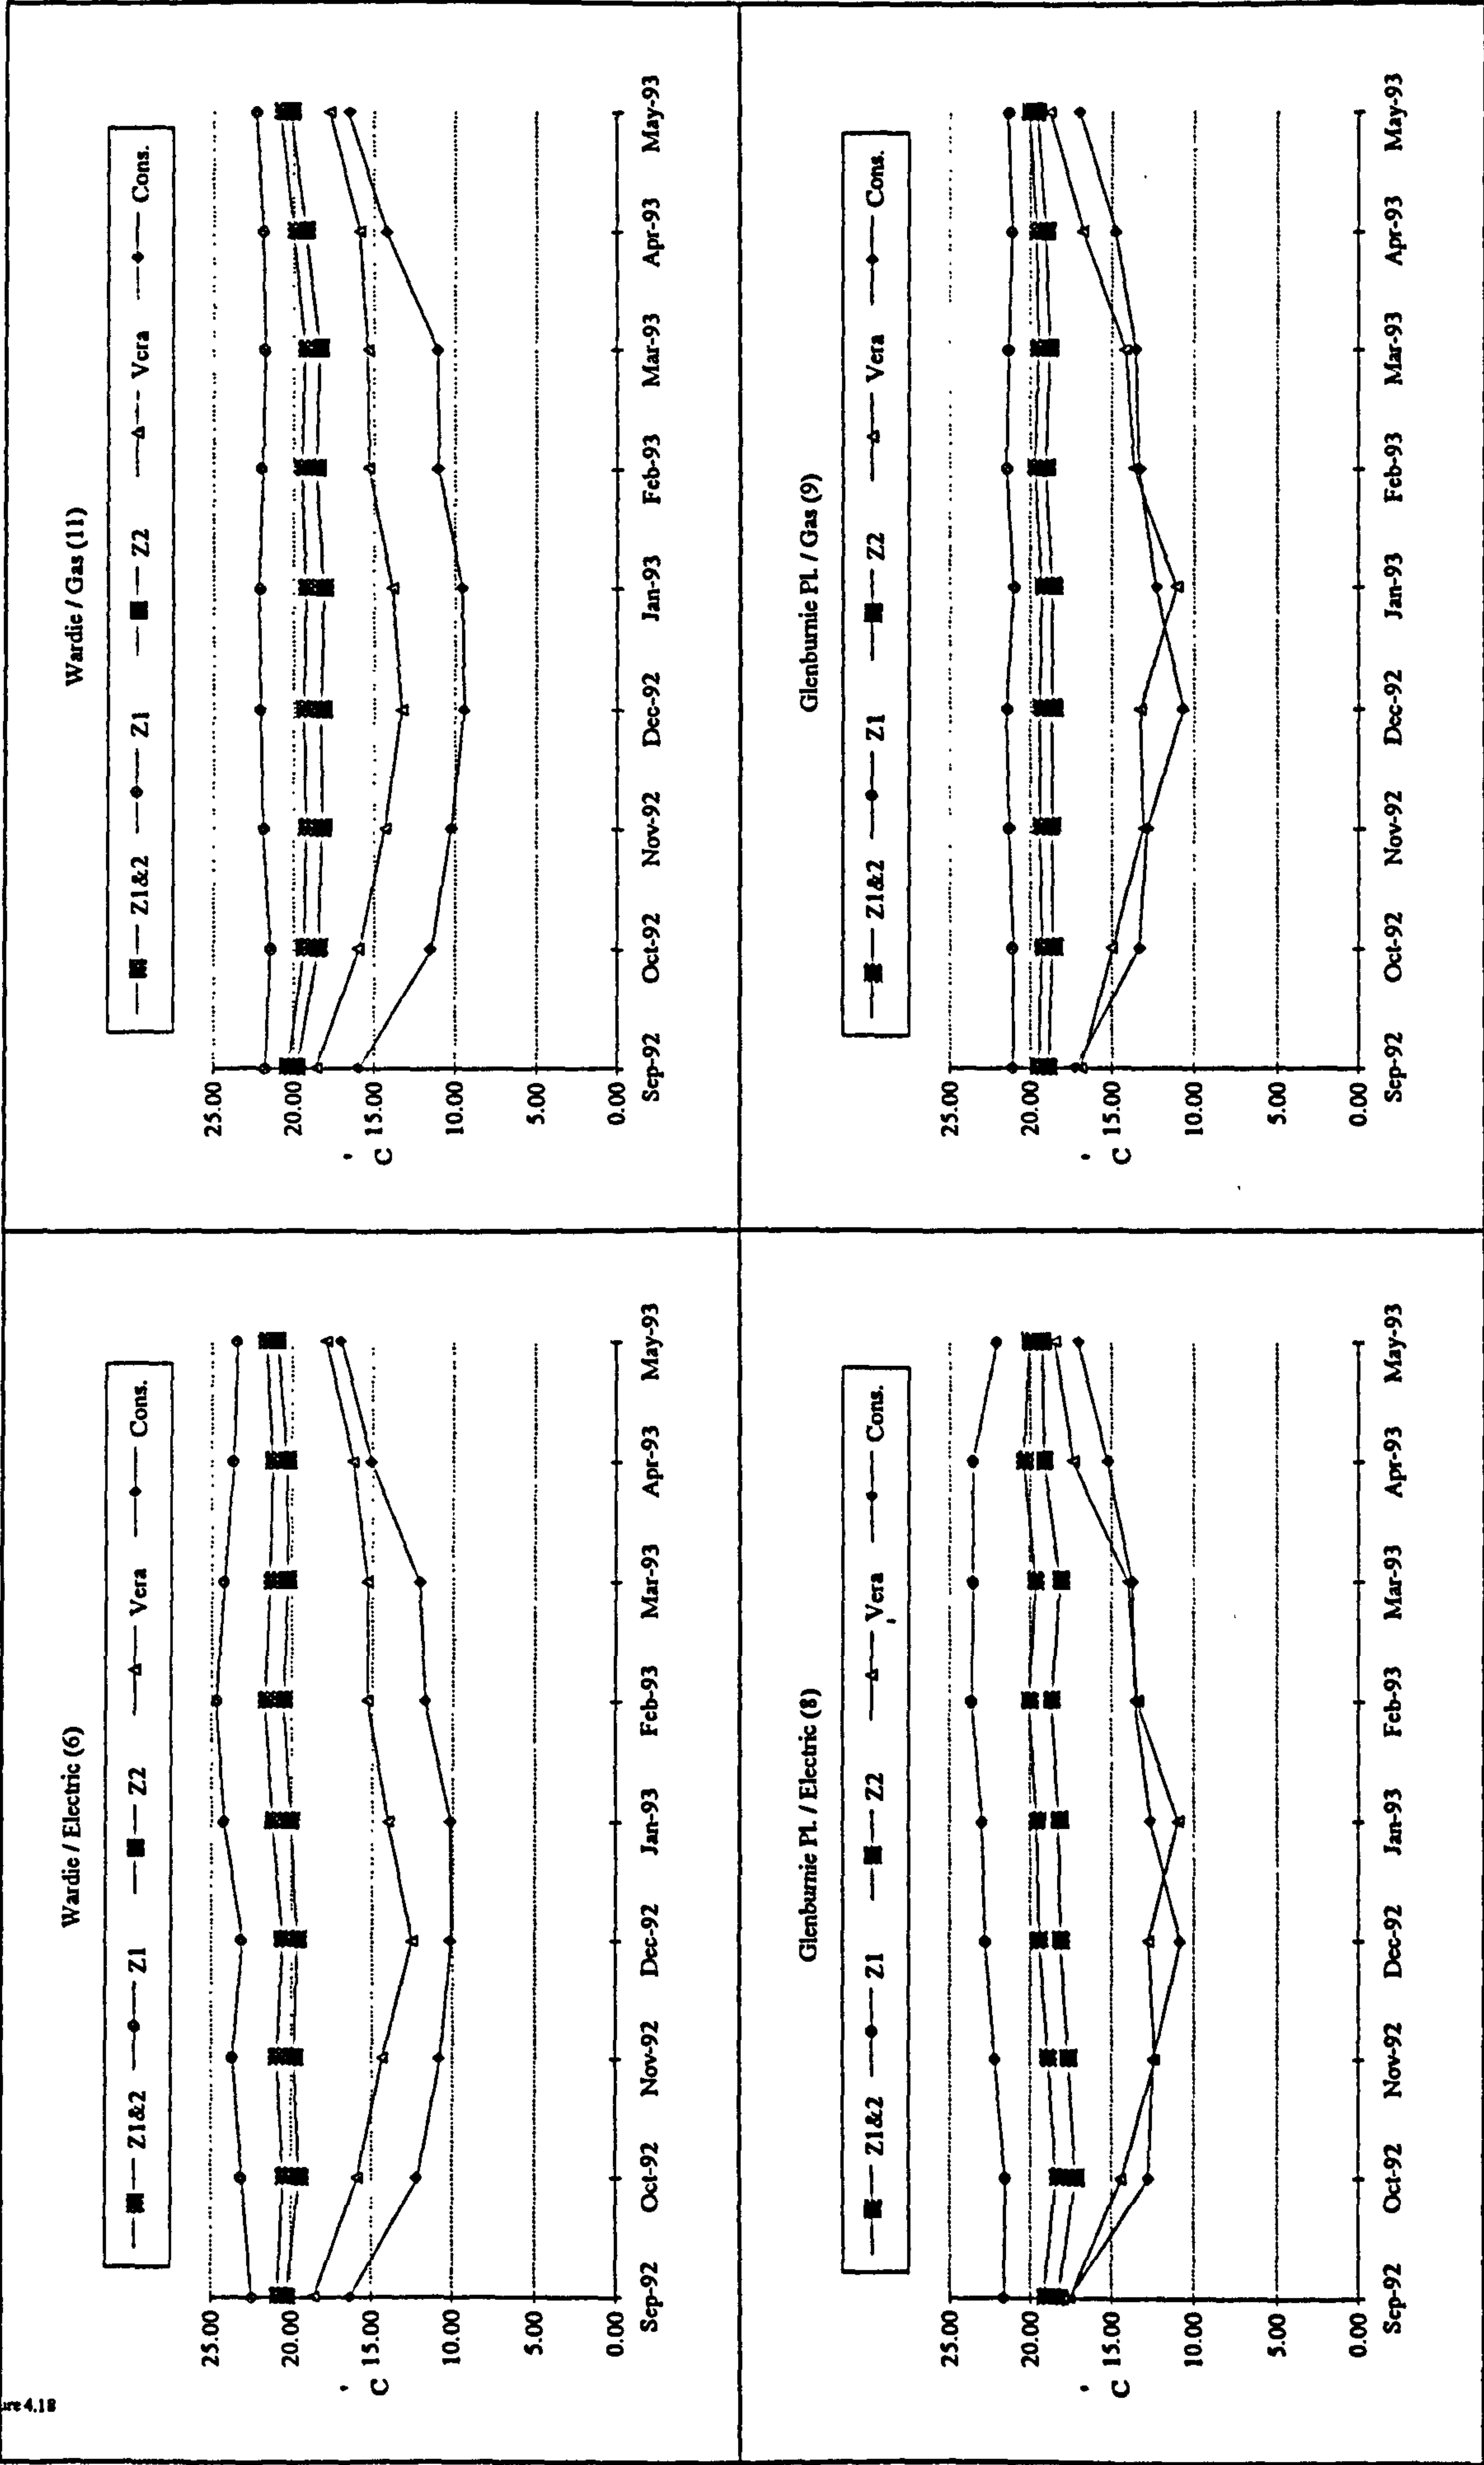 ure 4.18
Wardie / Electric (6)
Z1&2 Z1 Z2 Vera Cons.
25.00
20.00
15.00
10.00
5.00
0.00
' C
Sep-92 Oct-92 Nov-92 Dec-92 Jan-93 Feb-93 Mar-93 Apr-93 May-93
Wardie / Gas (11)
Z1&2 Z1 Z2 Vera Cons.
25.00
20.00
15.00
10.00
5.00
0.00
' C
Sep-92 Oct-92 Nov-92 Dec-92 Jan-93 Feb-93 Mar-93 Apr-93 May-93
Glenburnie Pl. / Electric (8)
Z1&2 Z1 Z2 Vera Cons.
25.00
20.00
15.00
10.00
5.00
0.00
' C
Sep-92 Oct-92 Nov-92 Dec-92 Jan-93 Feb-93 Mar-93 Apr-93 May-93
Glenburnie Pl. / Gas (9)
Z1&2 Z1 Z2 Vera Cons.
25.00
20.00
15.00
10.00
5.00
0.00
' C
Sep-92 Oct-92 Nov-92 Dec-92 Jan-93 Feb-93 Mar-93 Apr-93 May-93